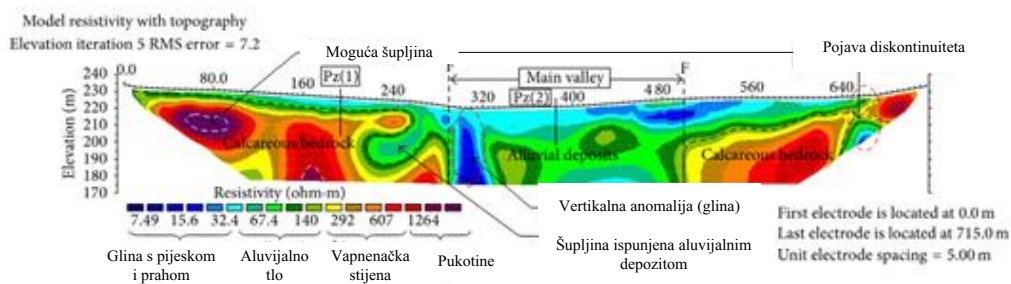 Model resistivity with topography
Elevation iteration 5 RMS error = 7.2
Moguća šupljina
Pojava diskontinuiteta
Elevation (m)
240
230
220
210
200
190
180
170
0.0
80.0
160
Pz(1)
240
F
Main valley
F
320
Pz(2)
400
480
560
640
Calcareous bedrock
Alluvial deposits
Calcareous bedrock
Resistivity (ohm-m)
7.49 15.6 32.4 67.4 140 292 607 1264
Vertikalna anomalija (glina)
Šupljina ispunjena aluvijalnim
depozitom
Glina s pijeskom
i prahom
Aluvijalno
tlo
Vapnenačka
stijena
Pukotine
First electrode is located at 0.0 m
Last electrode is located at 715.0 m
Unit electrode spacing = 5.00 m